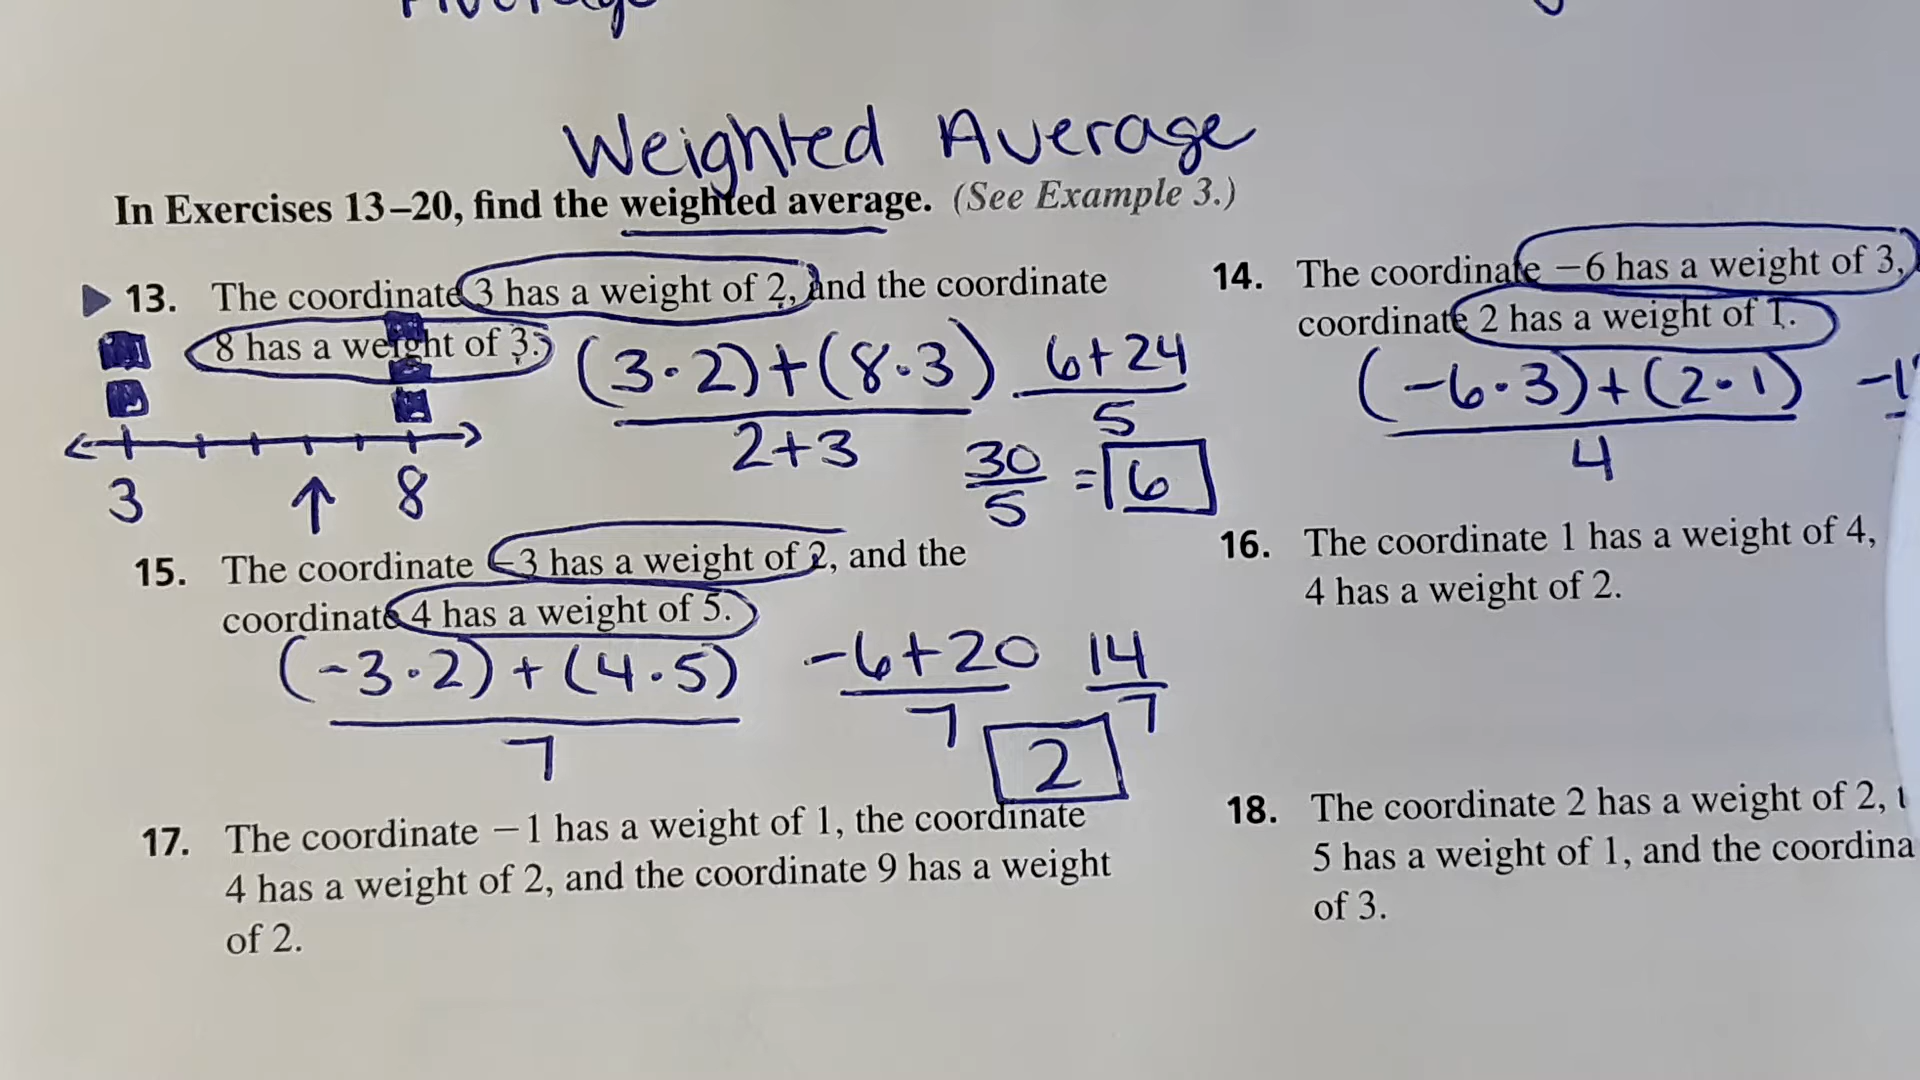 Average
Weighted Average
In Exercises 13–20, find the weighted average. (See Example 3.)
13. The coordinate 3 has a weight of 2, and the coordinate
8 has a weight of 3.
(3·2)+(8·3) 6+24
2+3 5
30
5 = 6
3 ↑ 8
14. The coordinate −6 has a weight of 3,
coordinate 2 has a weight of 1.
(-6·3)+(2·1)
4
15. The coordinate −3 has a weight of 2, and the
coordinate 4 has a weight of 5.
(-3·2)+(4·5) -6+20 14
7 7 7
2
16. The coordinate 1 has a weight of 4,
4 has a weight of 2.
17. The coordinate −1 has a weight of 1, the coordinate
4 has a weight of 2, and the coordinate 9 has a weight
of 2.
18. The coordinate 2 has a weight of 2,
5 has a weight of 1, and the coordina
of 3.